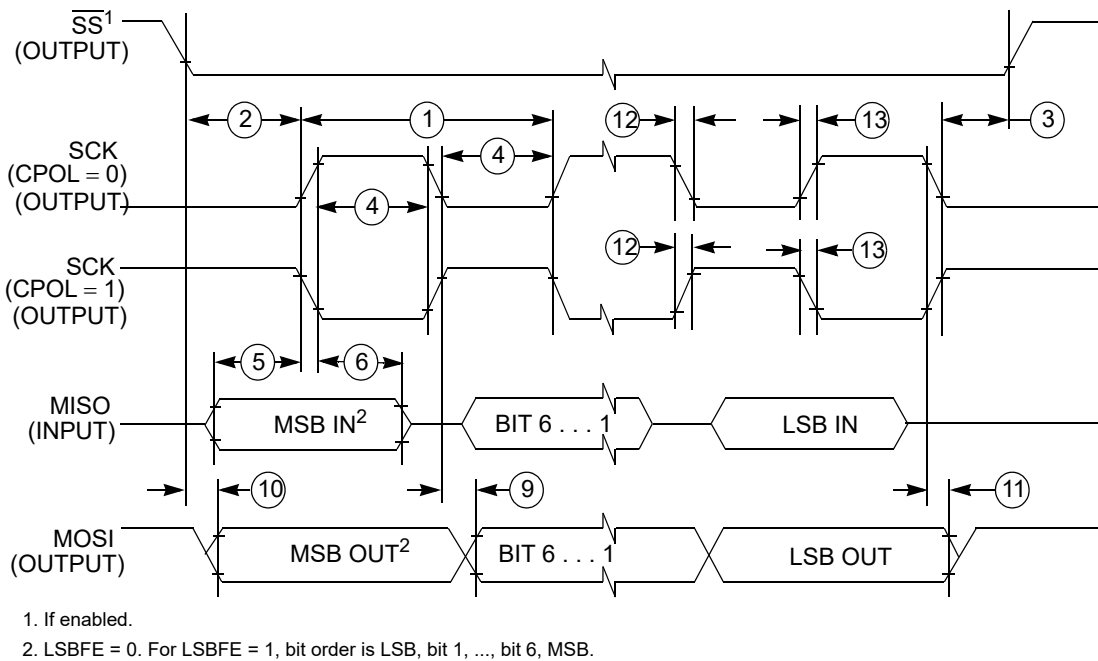 SS¹
(OUTPUT)
2
1
12
13
3
SCK
(CPOL = 0)
(OUTPUT)
4
4
SCK
(CPOL = 1)
(OUTPUT)
12
13
5
6
MISO
(INPUT)
MSB IN²
BIT 6 . . . 1
LSB IN
10
9
11
MOSI
(OUTPUT)
MSB OUT²
BIT 6 . . . 1
LSB OUT
1. If enabled.
2. LSBFE = 0. For LSBFE = 1, bit order is LSB, bit 1, ..., bit 6, MSB.